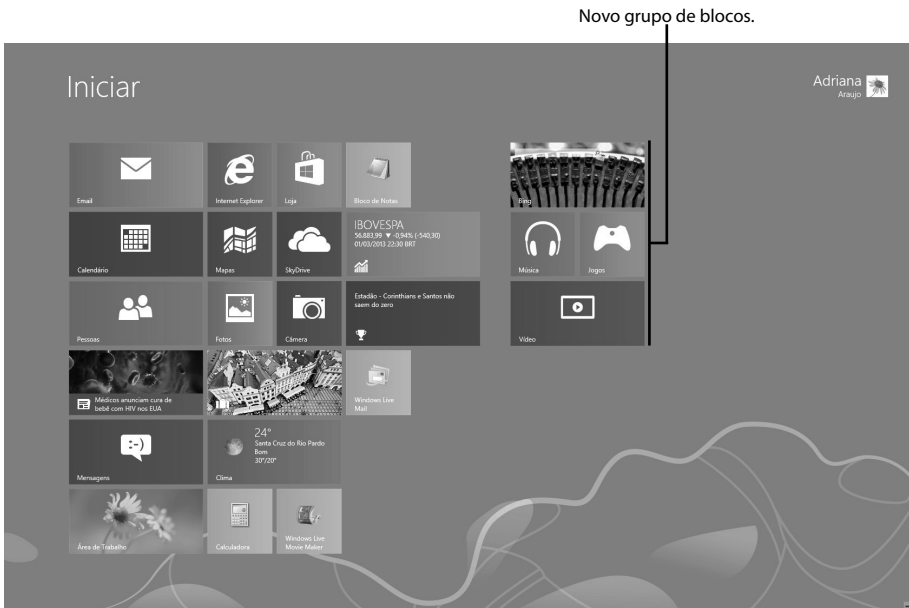 Novo grupo de blocos.
Iniciar
Adriana
Araujo
Email
Internet Explorer
Loja
Bloco de Notas
Bing
Calendário
Mapas
SkyDrive
IBOVESPA
56.883,99 ▼ -0,94% (-540,30)
01/03/2013 22:30 BRT
Música
Jogos
Pessoas
Fotos
Câmera
Estadão - Corinthians e Santos não
saem do zero
Vídeo
Médicos anunciam cura de
bebê com HIV nos EUA
Windows Live
Mail
Mensagens
24°
Santa Cruz do Rio Pardo
Bom
30°/20°
Clima
Área de Trabalho
Calculadora
Windows Live
Movie Maker